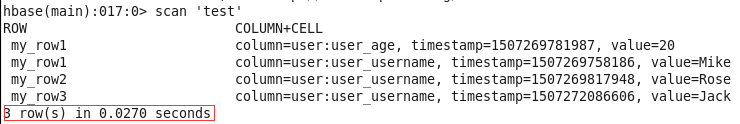 hbase(main):017:0> scan 'test'
ROW COLUMN+CELL
my_row1 column=user:user_age, timestamp=1507269781987, value=20
my_row1 column=user:user_username, timestamp=1507269758186, value=Mike
my_row2 column=user:user_username, timestamp=1507269817948, value=Rose
my_row3 column=user:user_username, timestamp=1507272086606, value=Jack
3 row(s) in 0.0270 seconds